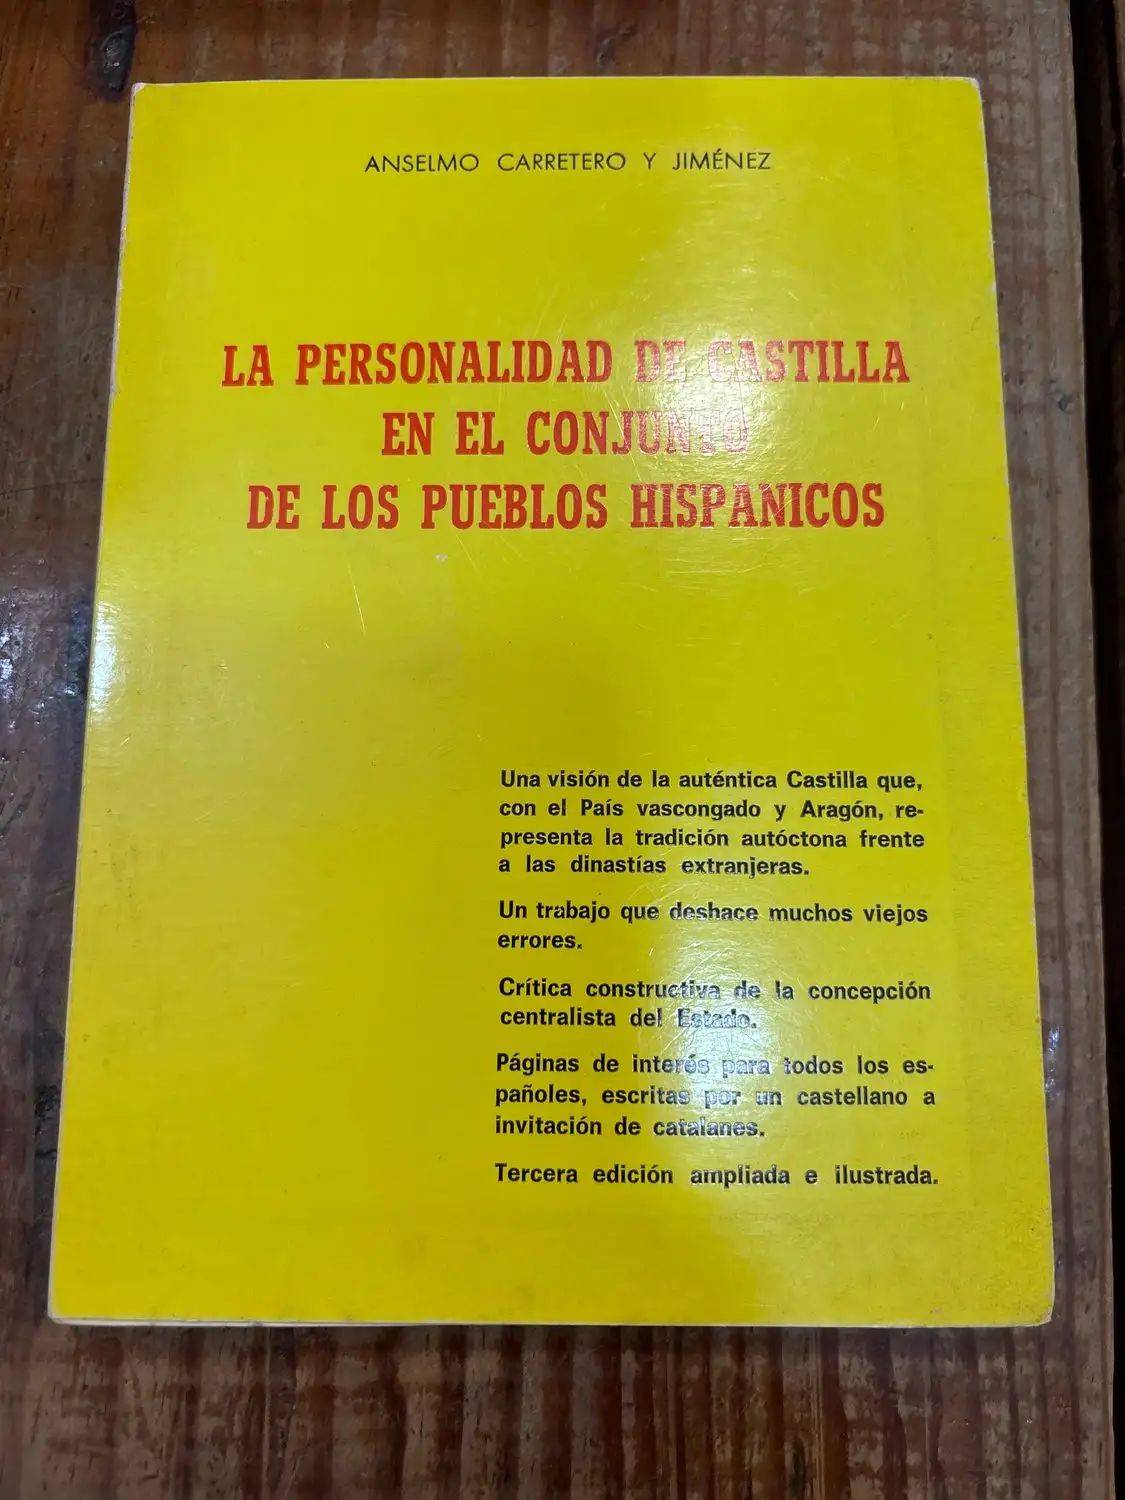 ANSELMO CARRETERO Y JIMÉNEZ
LA PERSONALIDAD DE CASTILLA
EN EL CONJUNTO
DE LOS PUEBLOS HISPANICOS
Una visión de la auténtica Castilla que,
con el País vascongado y Aragón, re-
presenta la tradición autóctona frente
a las dinastías extranjeras.
Un trabajo que deshace muchos viejos
errores.
Crítica constructiva de la concepción
centralista del Estado.
Páginas de interés para todos los es-
pañoles, escritas por un castellano a
invitación de catalanes.
Tercera edición ampliada e ilustrada.